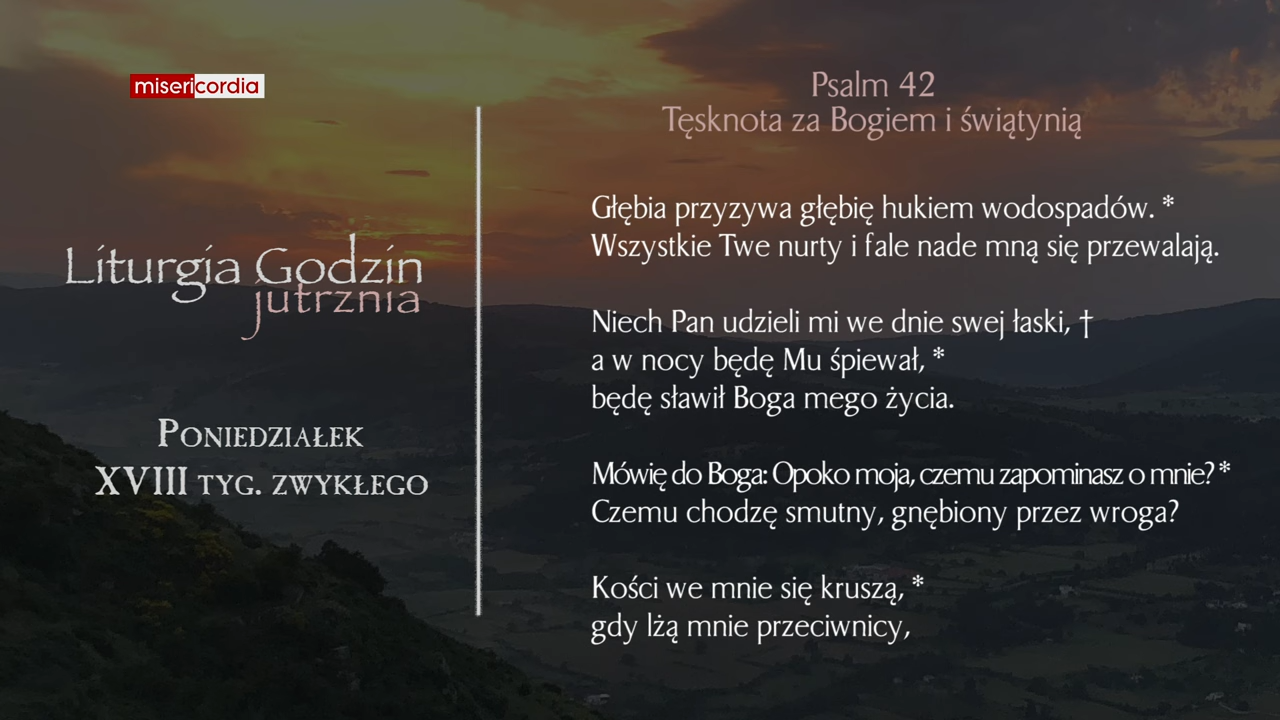 misericordia
Liturgia Godzin
jutrznia
Poniedziałek
XVIII tyg. zwykłego
Psalm 42
Tęsknota za Bogiem i świątynią
Głębia przyzywa głębię hukiem wodospadów. *
Wszystkie Twe nurty i fale nade mną się przewalają.
Niech Pan udzieli mi we dnie swej łaski, †
a w nocy będę Mu śpiewał, *
będę sławił Boga mego życia.
Mówię do Boga: Opoko moja, czemu zapominasz o mnie? *
Czemu chodzę smutny, gnębiony przez wroga?
Kości we mnie się kruszą, *
gdy lżą mnie przeciwnicy,